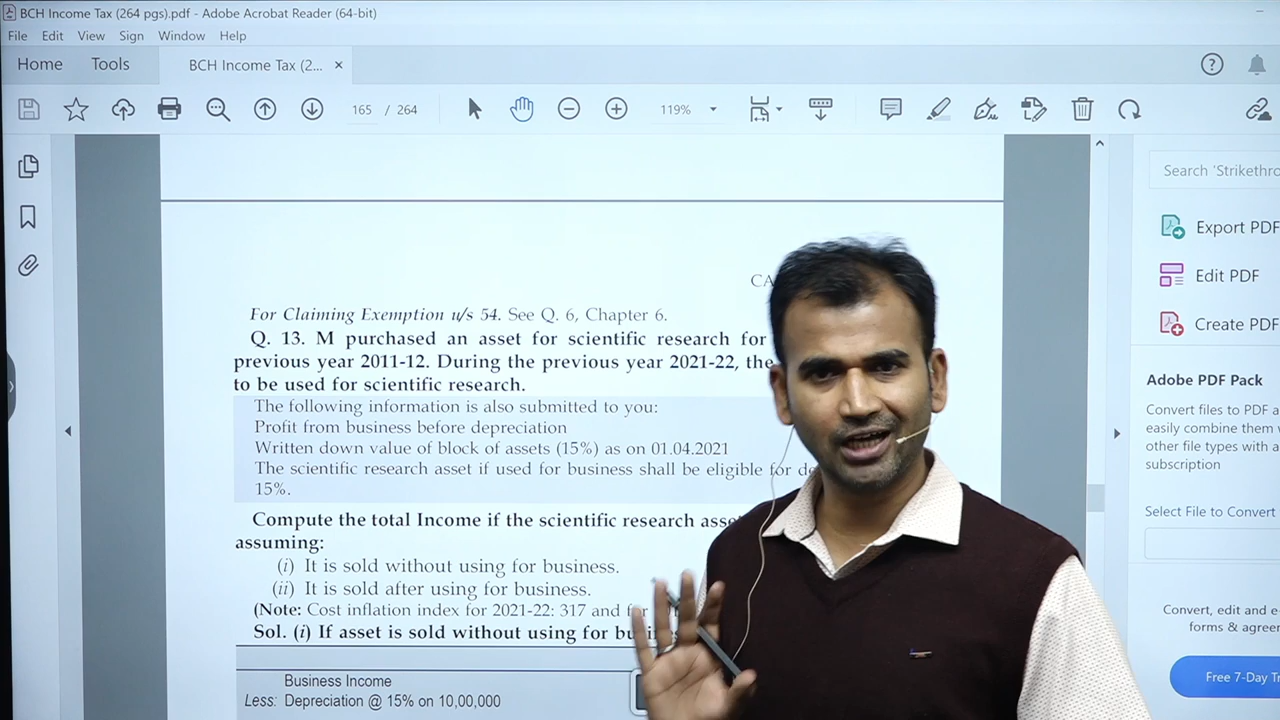 BCH Income Tax (264 pgs).pdf - Adobe Acrobat Reader (64-bit)
File Edit View Sign Window Help
Home Tools BCH Income Tax (2... ×
165 / 264 119%
Search 'Strikethro
Export PDF
Edit PDF
Create PDF
Adobe PDF Pack
Convert files to PDF a
easily combine them w
other file types with a
subscription
Select File to Convert
Convert, edit and e
forms & agreem
Free 7-Day Tr
CA
For Claiming Exemption u/s 54. See Q. 6, Chapter 6.
Q. 13. M purchased an asset for scientific research for
previous year 2011-12. During the previous year 2021-22, the
to be used for scientific research.
The following information is also submitted to you:
Profit from business before depreciation
Written down value of block of assets (15%) as on 01.04.2021
The scientific research asset if used for business shall be eligible for de
15%.
Compute the total Income if the scientific research asse
assuming:
(i) It is sold without using for business.
(ii) It is sold after using for business.
(Note: Cost inflation index for 2021-22: 317 and for
Sol. (i) If asset is sold without using for busine
Business Income
Less: Depreciation @ 15% on 10,00,000